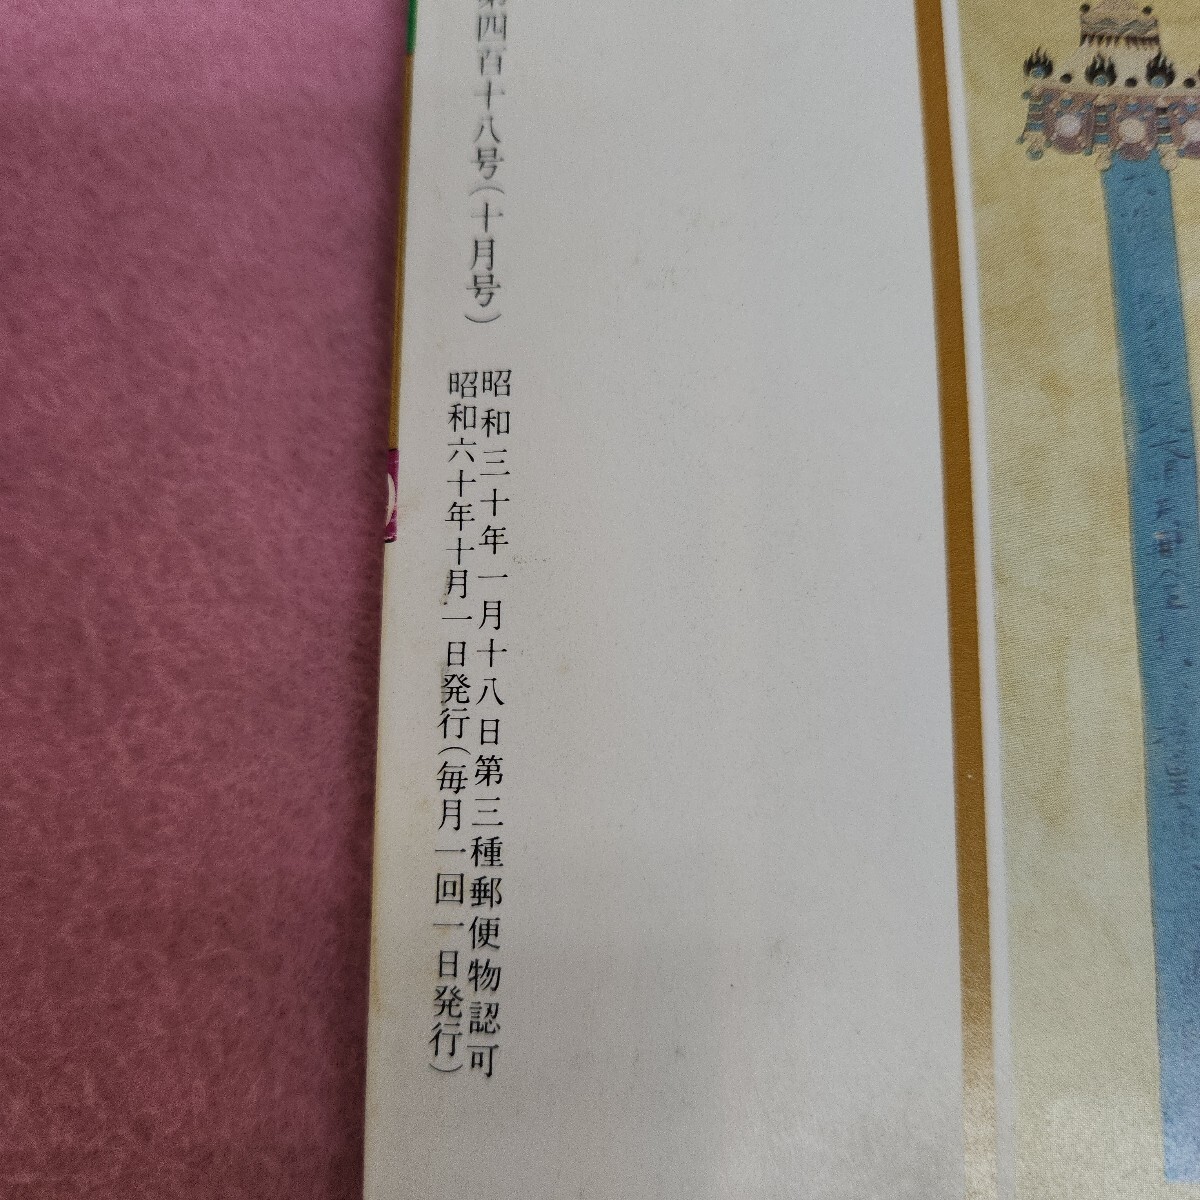 第四百十八号(十月号)
昭和三十年一月十八日第三種郵便物認可
昭和六十年十月一日発行(毎月一回一日発行)